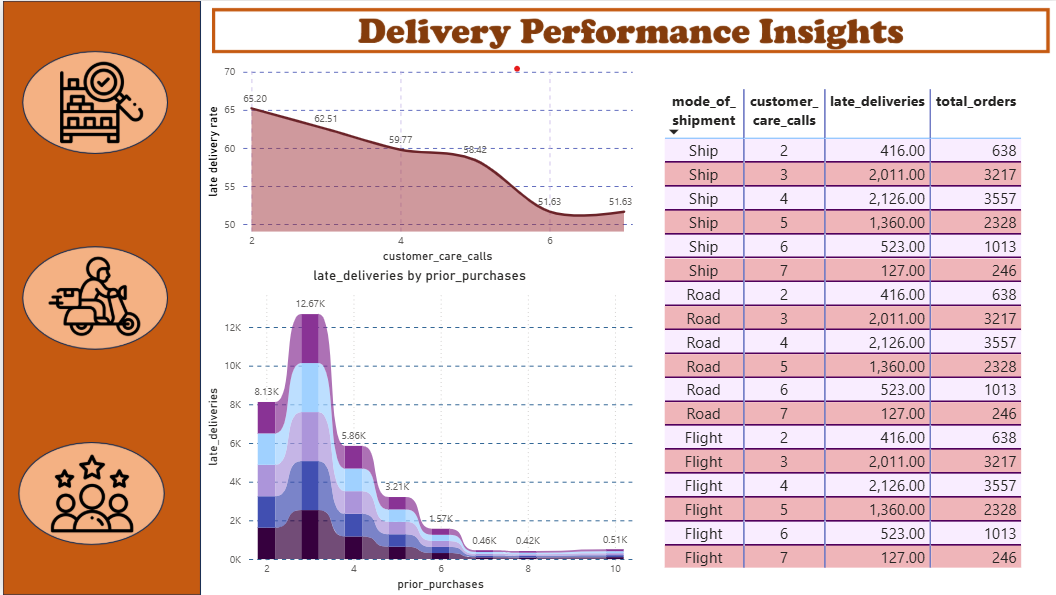 Delivery Performance Insights
70
65
60
55
50
late delivery rate
65.20
62.51
59.77
58.42
51.63
51.63
2
4
6
customer_care_calls
late_deliveries by prior_purchases
12K
10K
8K
6K
4K
2K
0K
late_deliveries
8.13K
12.67K
5.86K
3.21K
1.57K
0.46K
0.42K
0.51K
2
4
6
8
10
prior_purchases
mode_of_ customer_ late_deliveries total_orders
shipment care_calls
Ship 2 416.00 638
Ship 3 2,011.00 3217
Ship 4 2,126.00 3557
Ship 5 1,360.00 2328
Ship 6 523.00 1013
Ship 7 127.00 246
Road 2 416.00 638
Road 3 2,011.00 3217
Road 4 2,126.00 3557
Road 5 1,360.00 2328
Road 6 523.00 1013
Road 7 127.00 246
Flight 2 416.00 638
Flight 3 2,011.00 3217
Flight 4 2,126.00 3557
Flight 5 1,360.00 2328
Flight 6 523.00 1013
Flight 7 127.00 246